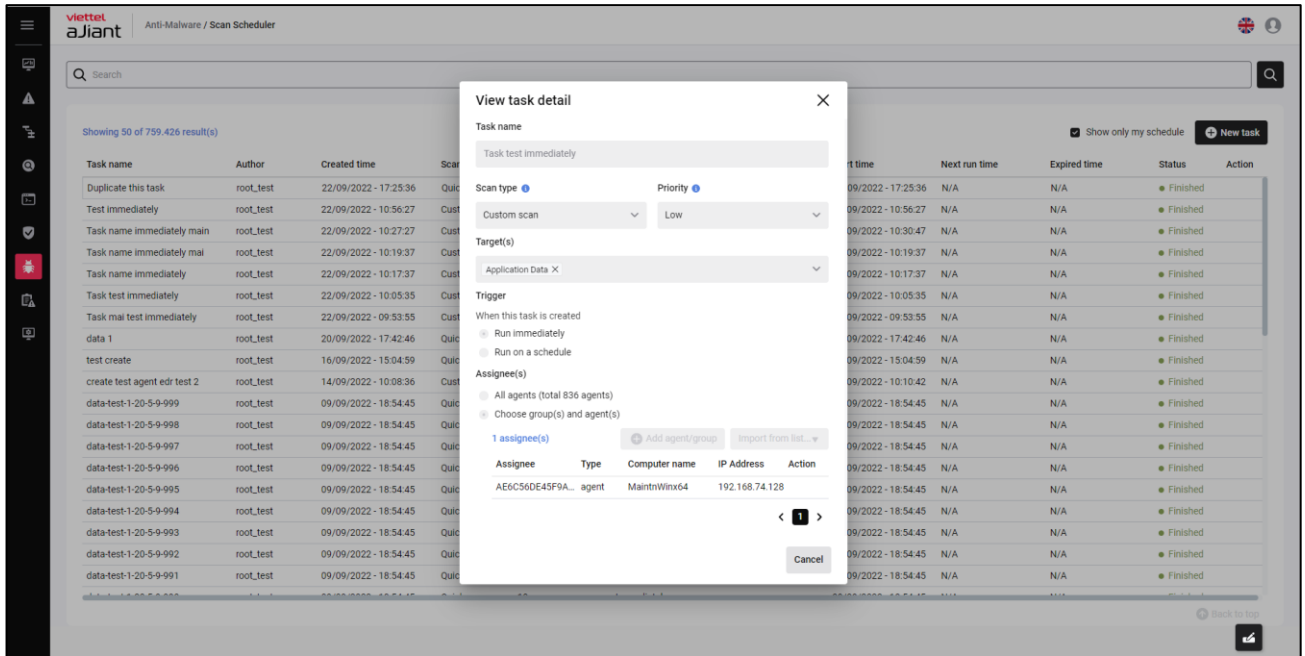 viettel
aJiant
Anti-Malware / Scan Scheduler
Search
Showing 50 of 759.426 result(s)
Show only my schedule
New task
Task name Author Created time Next run time Expired time Status Action
Duplicate this task root_test 22/09/2022 - 17:25:36 09/2022 - 17:25:36 N/A N/A Finished
Test immediately root_test 22/09/2022 - 10:56:27 09/2022 - 10:56:27 N/A N/A Finished
Task name immediately main root_test 22/09/2022 - 10:27:27 09/2022 - 10:30:47 N/A N/A Finished
Task name immediately mai root_test 22/09/2022 - 10:19:37 09/2022 - 10:19:37 N/A N/A Finished
Task name immediately root_test 22/09/2022 - 10:17:37 09/2022 - 10:17:37 N/A N/A Finished
Task test immediately root_test 22/09/2022 - 10:05:35 09/2022 - 10:05:35 N/A N/A Finished
Task mai test immediately root_test 22/09/2022 - 09:53:55 09/2022 - 09:53:55 N/A N/A Finished
data 1 root_test 20/09/2022 - 17:42:46 09/2022 - 17:42:46 N/A N/A Finished
test create root_test 16/09/2022 - 15:04:59 09/2022 - 15:04:59 N/A N/A Finished
create test agent edr test 2 root_test 14/09/2022 - 10:08:36 09/2022 - 10:10:42 N/A N/A Finished
data-test-1-20-5-9-999 root_test 09/09/2022 - 18:54:45 09/2022 - 18:54:45 N/A N/A Finished
data-test-1-20-5-9-998 root_test 09/09/2022 - 18:54:45 09/2022 - 18:54:45 N/A N/A Finished
data-test-1-20-5-9-997 root_test 09/09/2022 - 18:54:45 09/2022 - 18:54:45 N/A N/A Finished
data-test-1-20-5-9-996 root_test 09/09/2022 - 18:54:45 09/2022 - 18:54:45 N/A N/A Finished
data-test-1-20-5-9-995 root_test 09/09/2022 - 18:54:45 09/2022 - 18:54:45 N/A N/A Finished
data-test-1-20-5-9-994 root_test 09/09/2022 - 18:54:45 09/2022 - 18:54:45 N/A N/A Finished
data-test-1-20-5-9-993 root_test 09/09/2022 - 18:54:45 09/2022 - 18:54:45 N/A N/A Finished
data-test-1-20-5-9-992 root_test 09/09/2022 - 18:54:45 09/2022 - 18:54:45 N/A N/A Finished
data-test-1-20-5-9-991 root_test 09/09/2022 - 18:54:45 09/2022 - 18:54:45 N/A N/A Finished
Back to top
View task detail
Task name
Task test immediately
Scan type Priority
Custom scan Low
Target(s)
Application Data
Trigger
When this task is created
Run immediately
Run on a schedule
Assignee(s)
All agents (total 836 agents)
Choose group(s) and agent(s)
1 assignee(s) Add agent/group Import from list...
Assignee Type Computer name IP Address Action
AE6C56DE45F9A... agent MaintnWinx64 192.168.74.128
1
Cancel